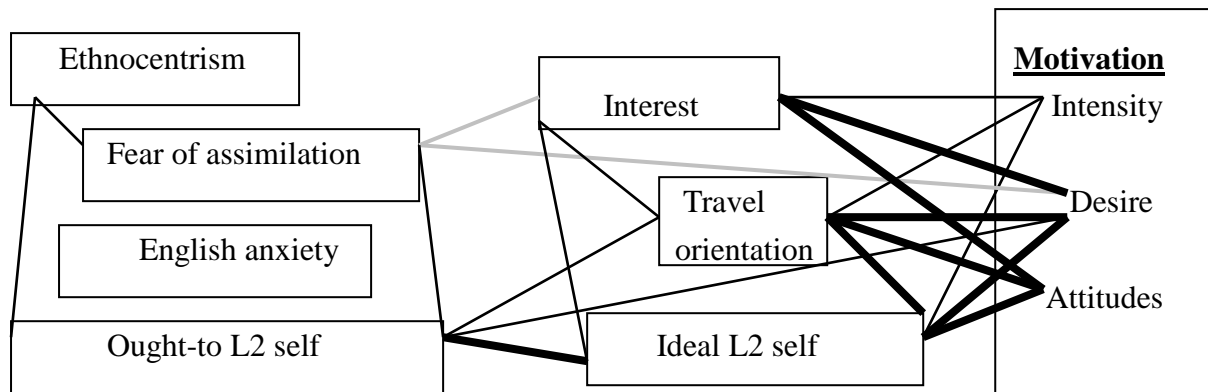 Ethnocentrism
Fear of assimilation
English anxiety
Ought-to L2 self
Interest
Travel
orientation
Ideal L2 self
Motivation
Intensity
Desire
Attitudes